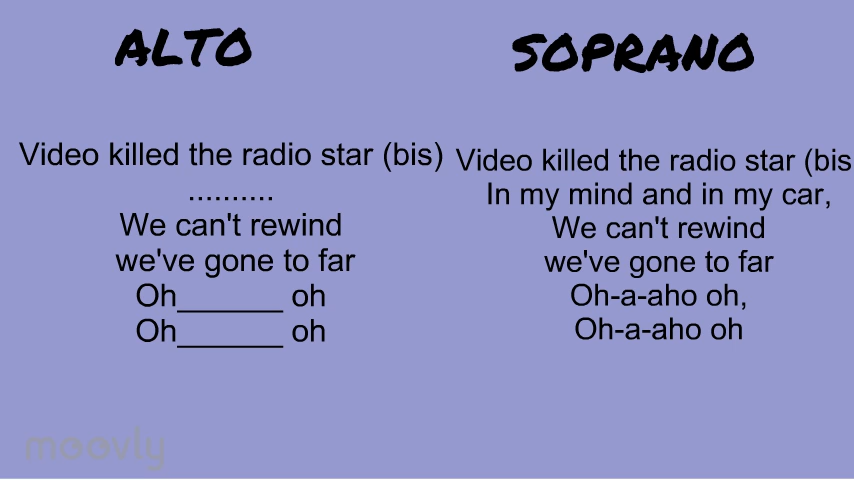 ALTO
Video killed the radio star (bis)
..........
We can't rewind
we've gone to far
Oh______ oh
Oh______ oh
SOPRANO
Video killed the radio star (bis
In my mind and in my car,
We can't rewind
we've gone to far
Oh-a-aho oh,
Oh-a-aho oh
moovly